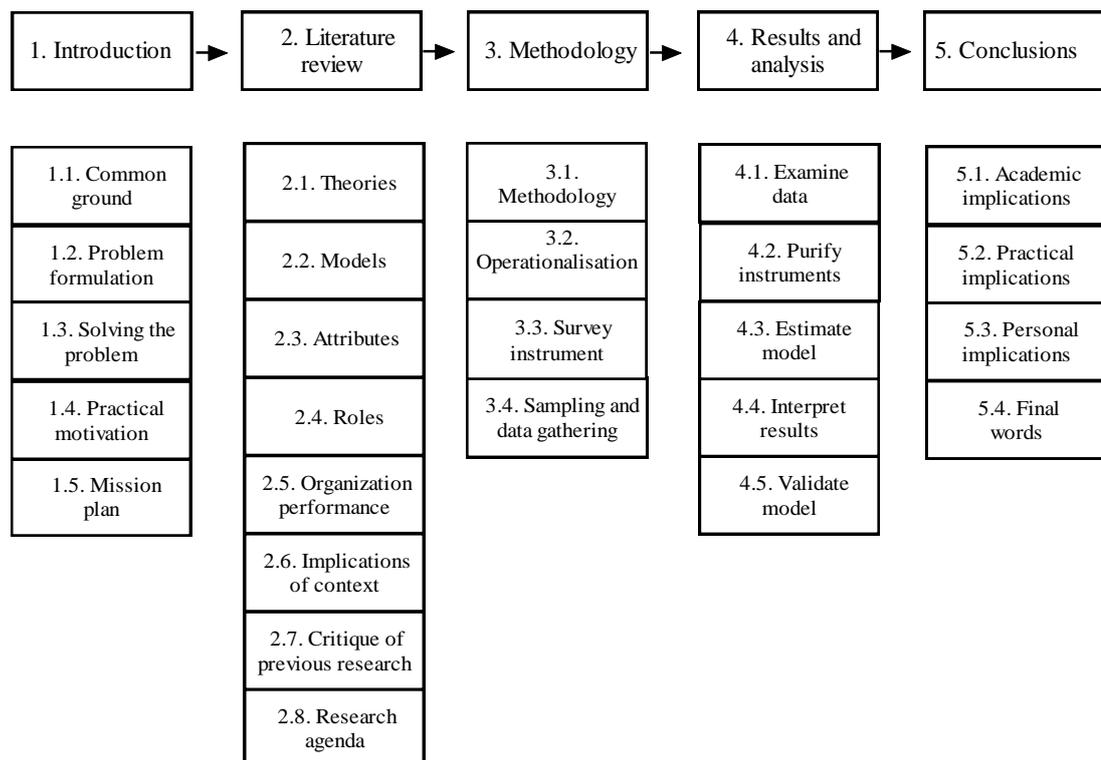 1. Introduction
2. Literature
review
3. Methodology
4. Results and
analysis
5. Conclusions
1.1. Common
ground
1.2. Problem
formulation
1.3. Solving the
problem
1.4. Practical
motivation
1.5. Mission
plan
2.1. Theories
2.2. Models
2.3. Attributes
2.4. Roles
2.5. Organization
performance
2.6. Implications
of context
2.7. Critique of
previous research
2.8. Research
agenda
3.1.
Methodology
3.2.
Operationalisation
3.3. Survey
instrument
3.4. Sampling and
data gathering
4.1. Examine
data
4.2. Purify
instruments
4.3. Estimate
model
4.4. Interpret
results
4.5. Validate
model
5.1. Academic
implications
5.2. Practical
implications
5.3. Personal
implications
5.4. Final
words